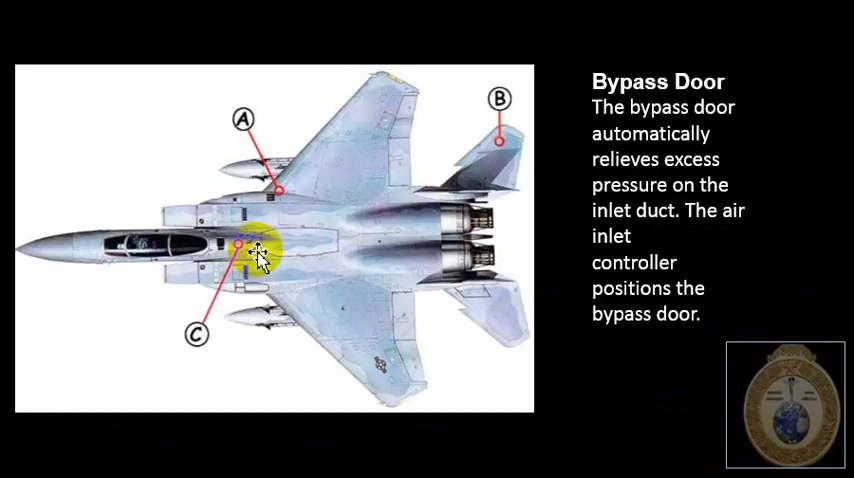 A
B
C
Bypass Door
The bypass door
automatically
relieves excess
pressure on the
inlet duct. The air
inlet
controller
positions the
bypass door.